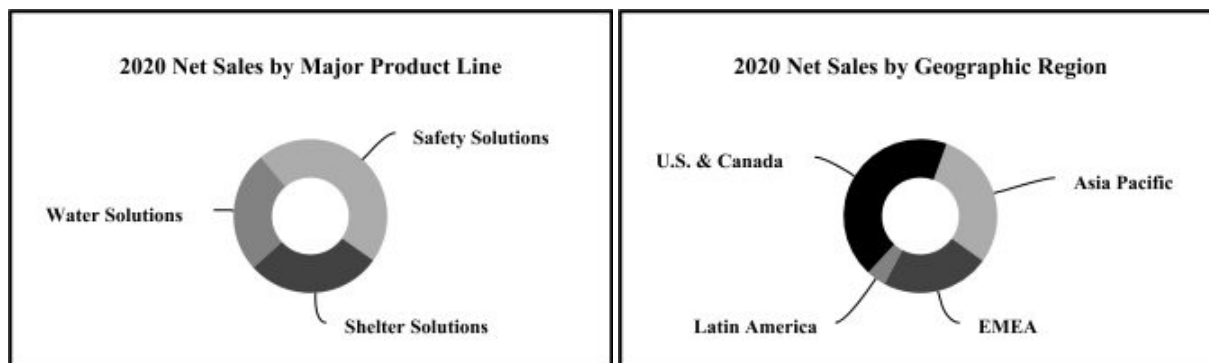 2020 Net Sales by Major Product Line
Safety Solutions
Water Solutions
Shelter Solutions
2020 Net Sales by Geographic Region
U.S. & Canada
Asia Pacific
Latin America
EMEA